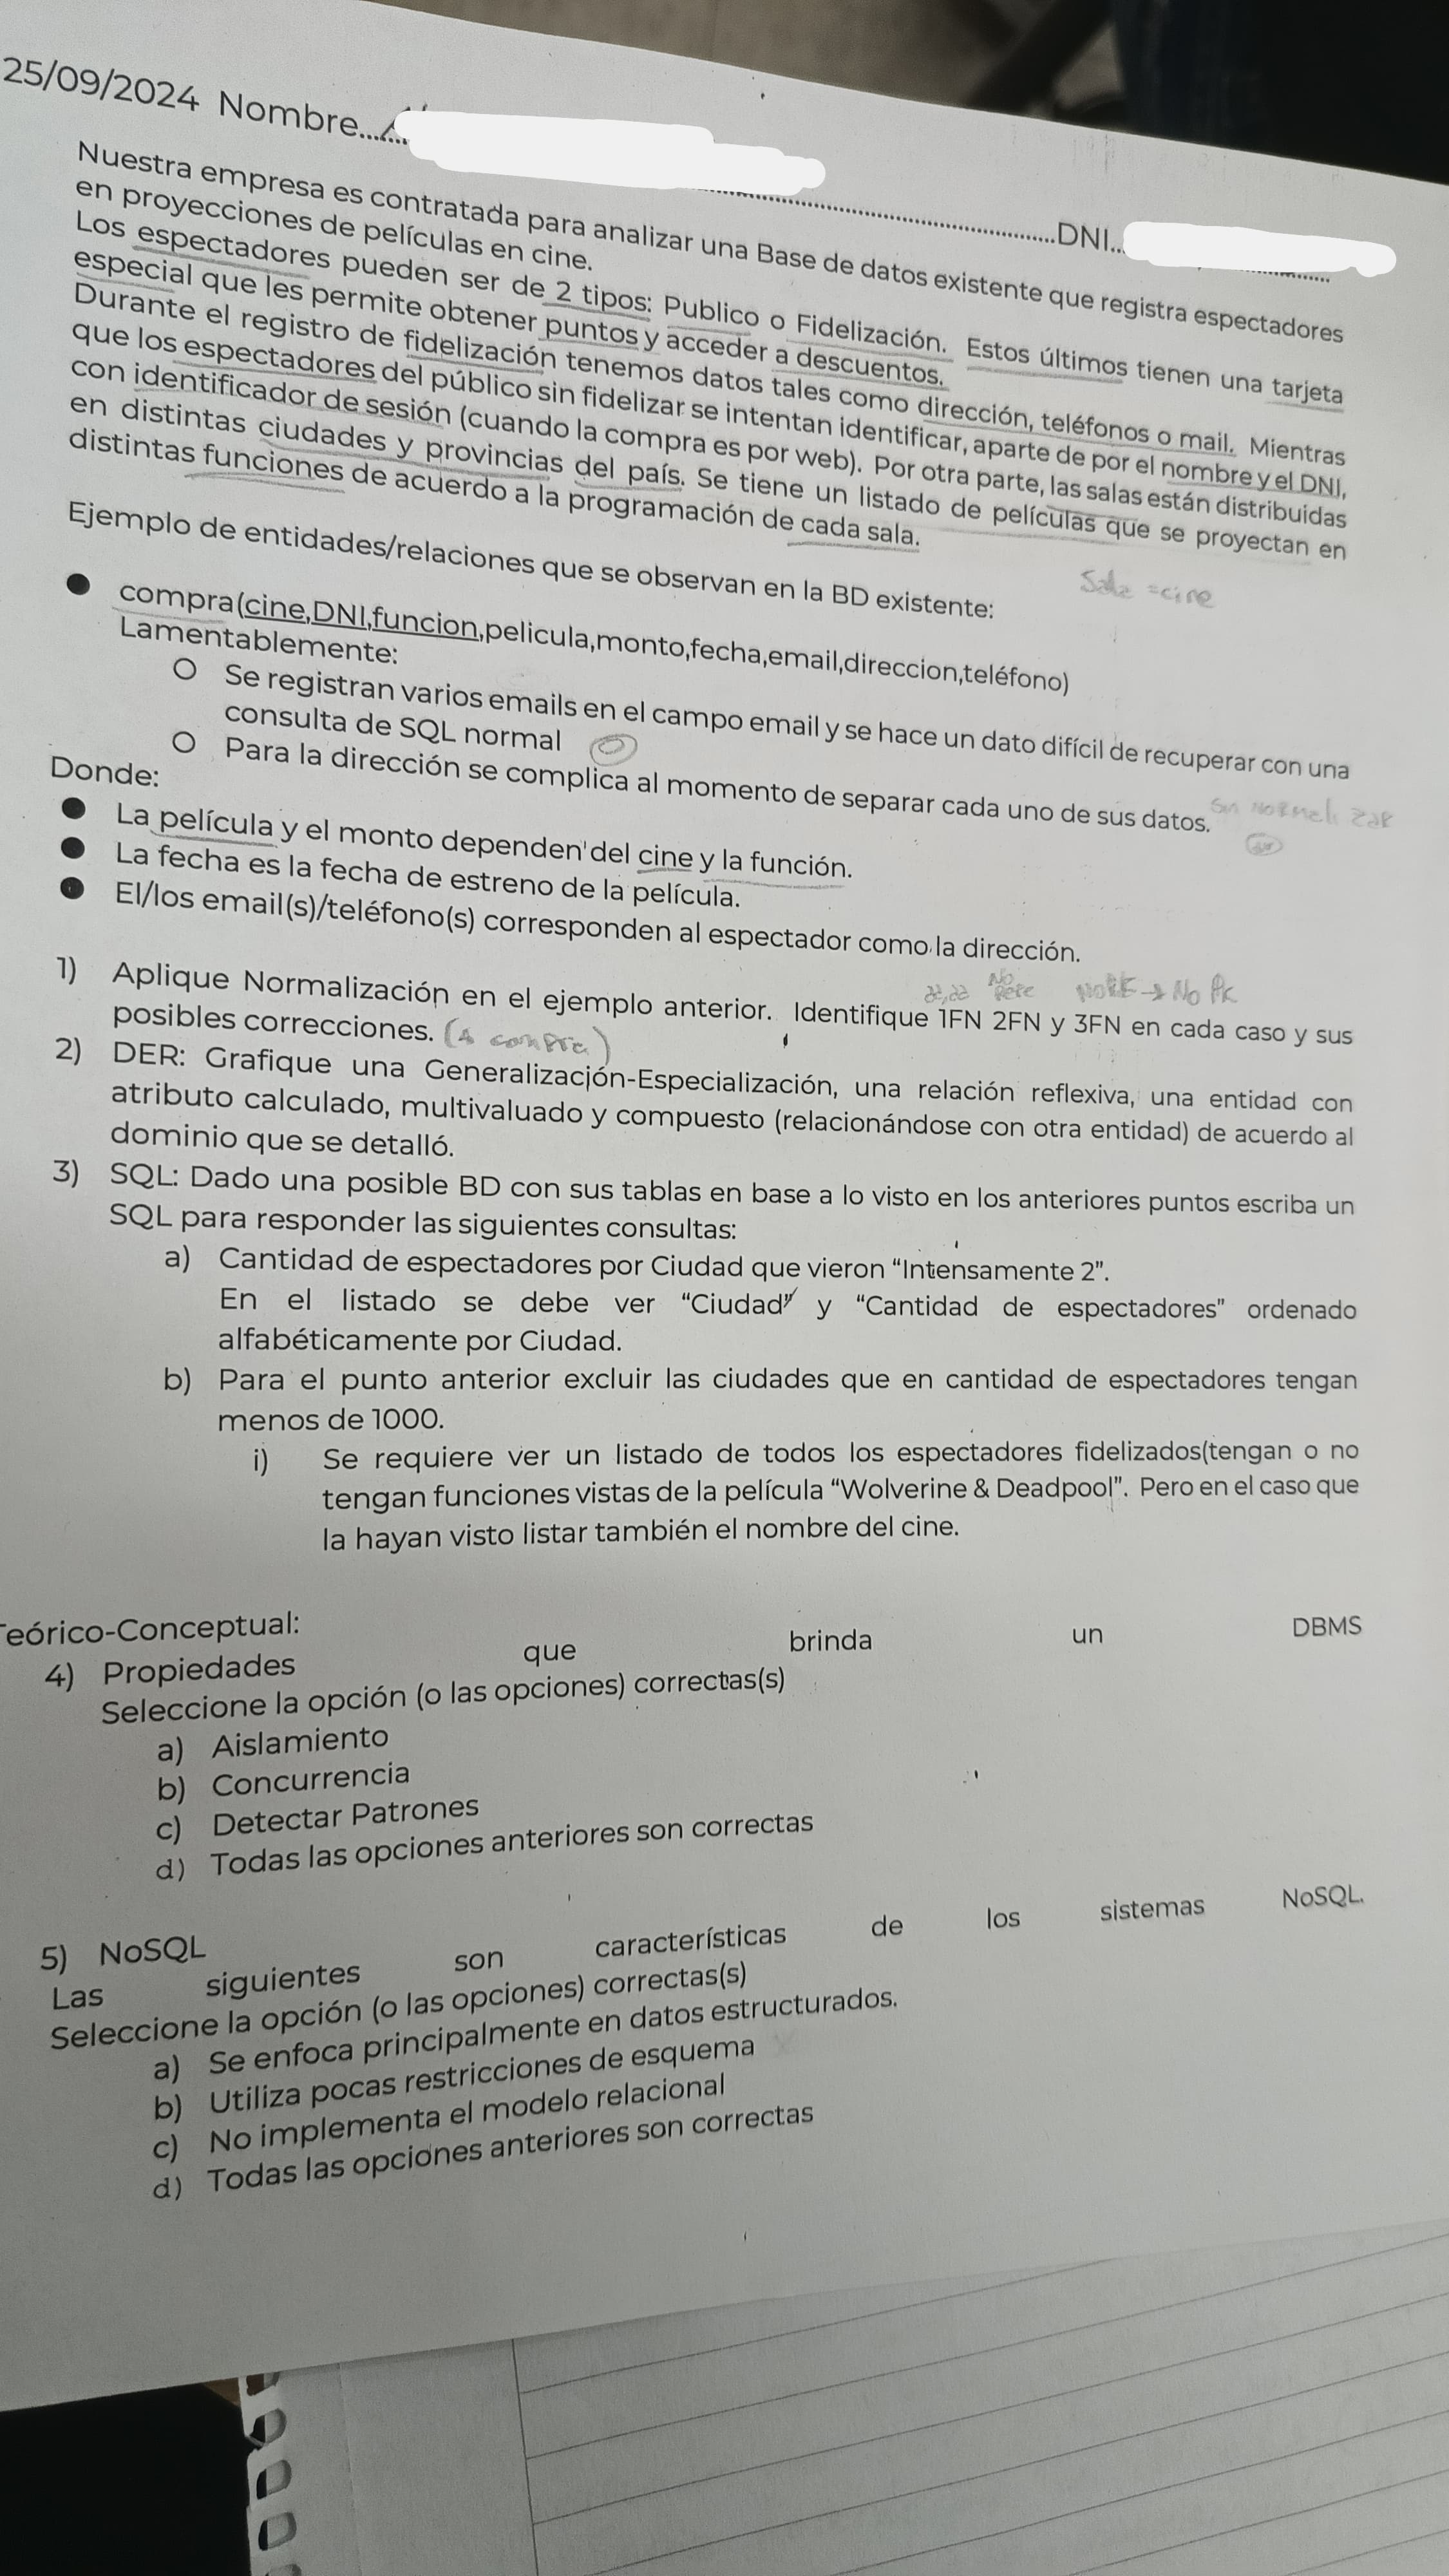 25/09/2024 Nombre.............DNI..
Nuestra empresa es contratada para analizar una Base de datos existente que registra espectadores
en proyecciones de películas en cine.
Los espectadores pueden ser de 2 tipos: Publico o Fidelización. Estos últimos tienen una tarjeta
especial que les permite obtener puntos y acceder a descuentos.
Durante el registro de fidelización tenemos datos tales como dirección, teléfonos o mail. Mientras
que los espectadores del público sin fidelizar se intentan identificar, aparte de por el nombre y el DNI,
con identificador de sesión (cuando la compra es por web). Por otra parte, las salas están distribuidas
en distintas ciudades y provincias del país. Se tiene un listado de películas que se proyectan en
distintas funciones de acuerdo a la programación de cada sala.
Sala =cine
Ejemplo de entidades/relaciones que se observan en la BD existente:
● compra(cine,DNI,funcion,pelicula,monto,fecha,email,direccion,teléfono)
Lamentablemente:
○ Se registran varios emails en el campo email y se hace un dato difícil de recuperar con una
consulta de SQL normal
○ Para la dirección se complica al momento de separar cada uno de sus datos.
Sin Normalizar
Donde:
● La película y el monto dependen del cine y la función.
● La fecha es la fecha de estreno de la película.
● El/los email(s)/teléfono(s) corresponden al espectador como la dirección.
No
1) Aplique Normalización en el ejemplo anterior. Identifique 1FN 2FN y 3FN en cada caso y sus
posibles correcciones.
2) DER: Grafique una Generalización-Especialización, una relación reflexiva, una entidad con
atributo calculado, multivaluado y compuesto (relacionándose con otra entidad) de acuerdo al
dominio que se detalló.
3) SQL: Dado una posible BD con sus tablas en base a lo visto en los anteriores puntos escriba un
SQL para responder las siguientes consultas:
a) Cantidad de espectadores por Ciudad que vieron “Intensamente 2”.
En el listado se debe ver “Ciudad” y “Cantidad de espectadores” ordenado
alfabéticamente por Ciudad.
b) Para el punto anterior excluir las ciudades que en cantidad de espectadores tengan
menos de 1000.
i) Se requiere ver un listado de todos los espectadores fidelizados(tengan o no
tengan funciones vistas de la película “Wolverine & Deadpool”. Pero en el caso que
la hayan visto listar también el nombre del cine.
Teórico-Conceptual:
4) Propiedades que brinda un DBMS
Seleccione la opción (o las opciones) correctas(s)
a) Aislamiento
b) Concurrencia
c) Detectar Patrones
d) Todas las opciones anteriores son correctas
5) NoSQL
Las siguientes son características de los sistemas NoSQL.
Seleccione la opción (o las opciones) correctas(s)
a) Se enfoca principalmente en datos estructurados.
b) Utiliza pocas restricciones de esquema
c) No implementa el modelo relacional
d) Todas las opciones anteriores son correctas